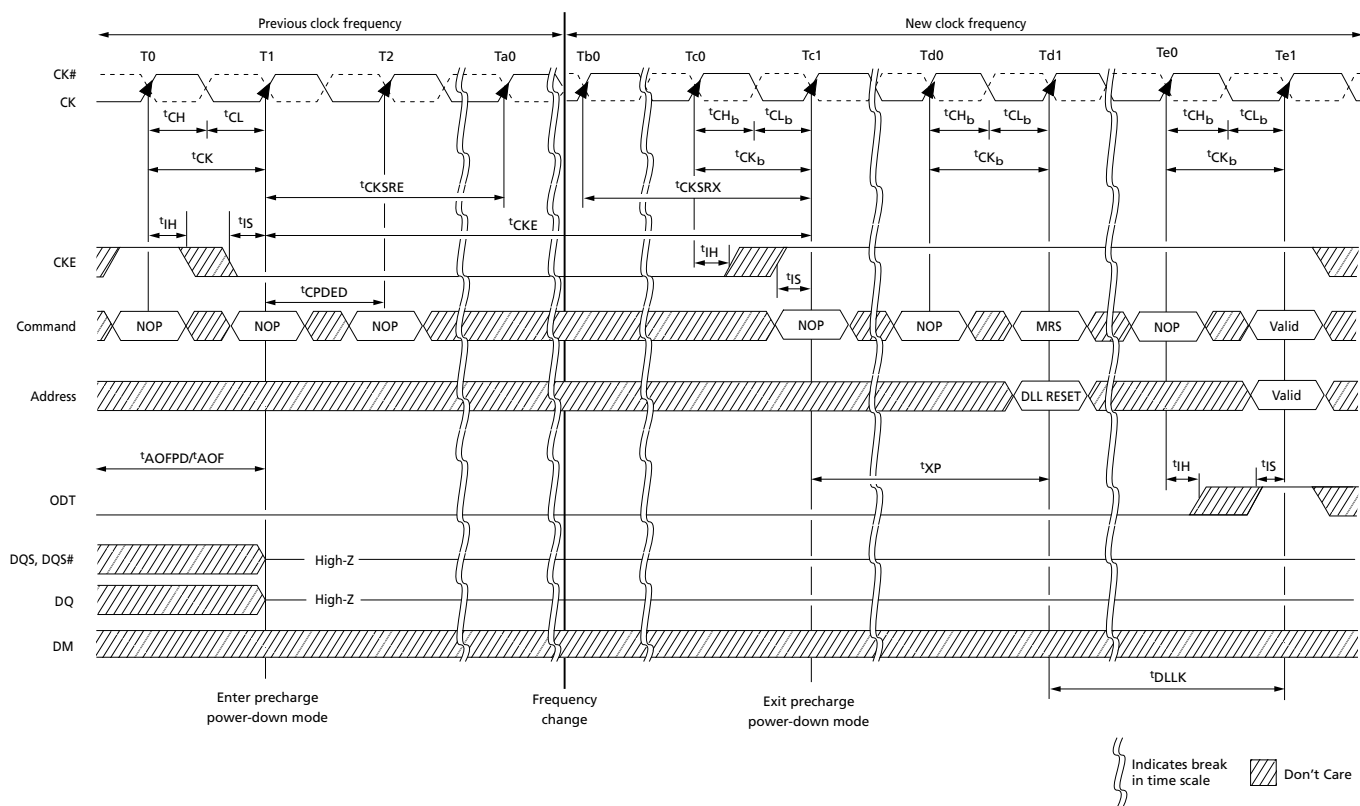 Previous clock frequency New clock frequency
T0 T1 T2 Ta0 Tb0 Tc0 Tc1 Td0 Td1 Te0 Te1
CK#
CK
tCH tCL tCHb tCLb tCHb tCLb tCHb tCLb
tCK tCKb tCKb tCKb
tCKSRE tCKSRX
tIH tIS tCKE
tIH
CKE
tIS
tCPDED
Command NOP NOP NOP NOP NOP MRS NOP Valid
Address DLL RESET Valid
tAOFPD/tAOF tXP tIH tIS
ODT
DQS, DQS# High-Z
DQ High-Z
DM
tDLLK
Enter precharge
power-down mode
Frequency
change
Exit precharge
power-down mode
Indicates break
in time scale
Don't Care